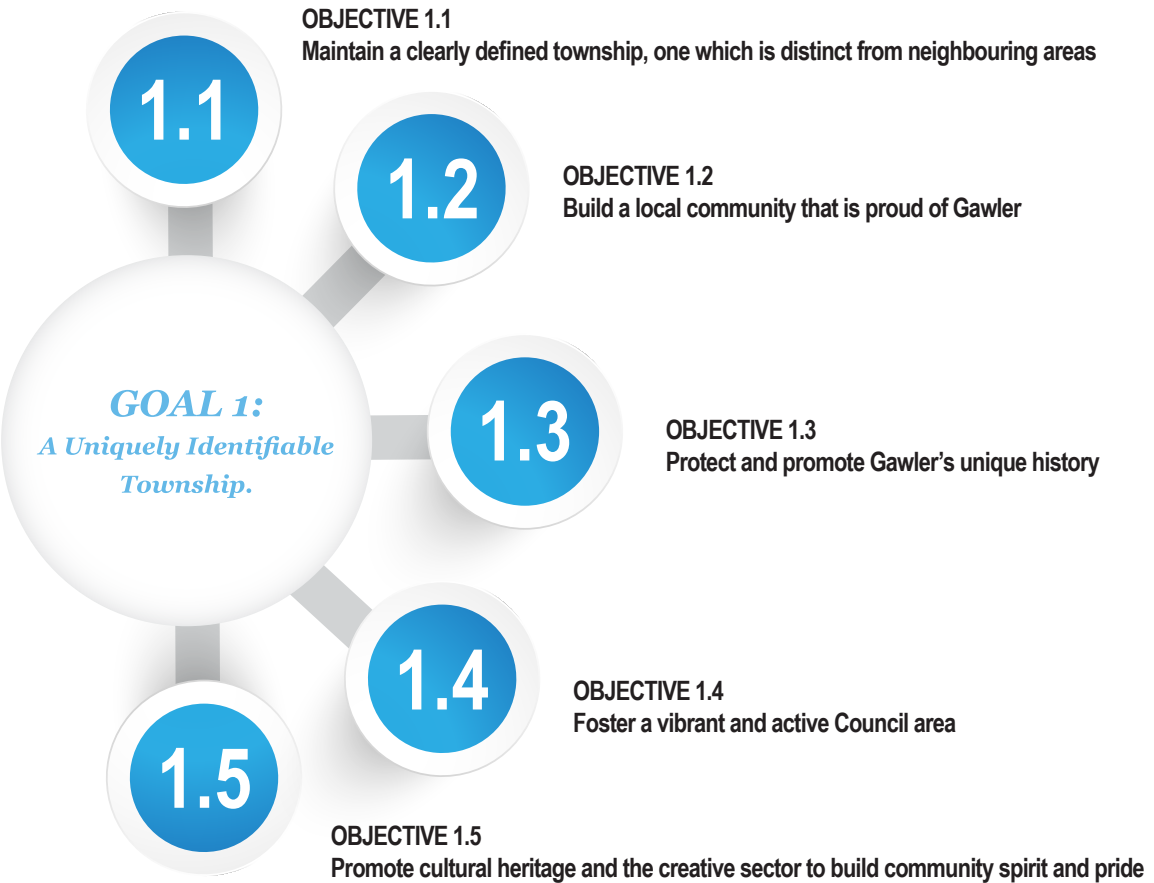 OBJECTIVE 1.1
Maintain a clearly defined township, one which is distinct from neighbouring areas
1.1
1.2
OBJECTIVE 1.2
Build a local community that is proud of Gawler
GOAL 1:
A Uniquely Identifiable
Township.
1.3
OBJECTIVE 1.3
Protect and promote Gawler’s unique history
1.4
OBJECTIVE 1.4
Foster a vibrant and active Council area
1.5
OBJECTIVE 1.5
Promote cultural heritage and the creative sector to build community spirit and pride